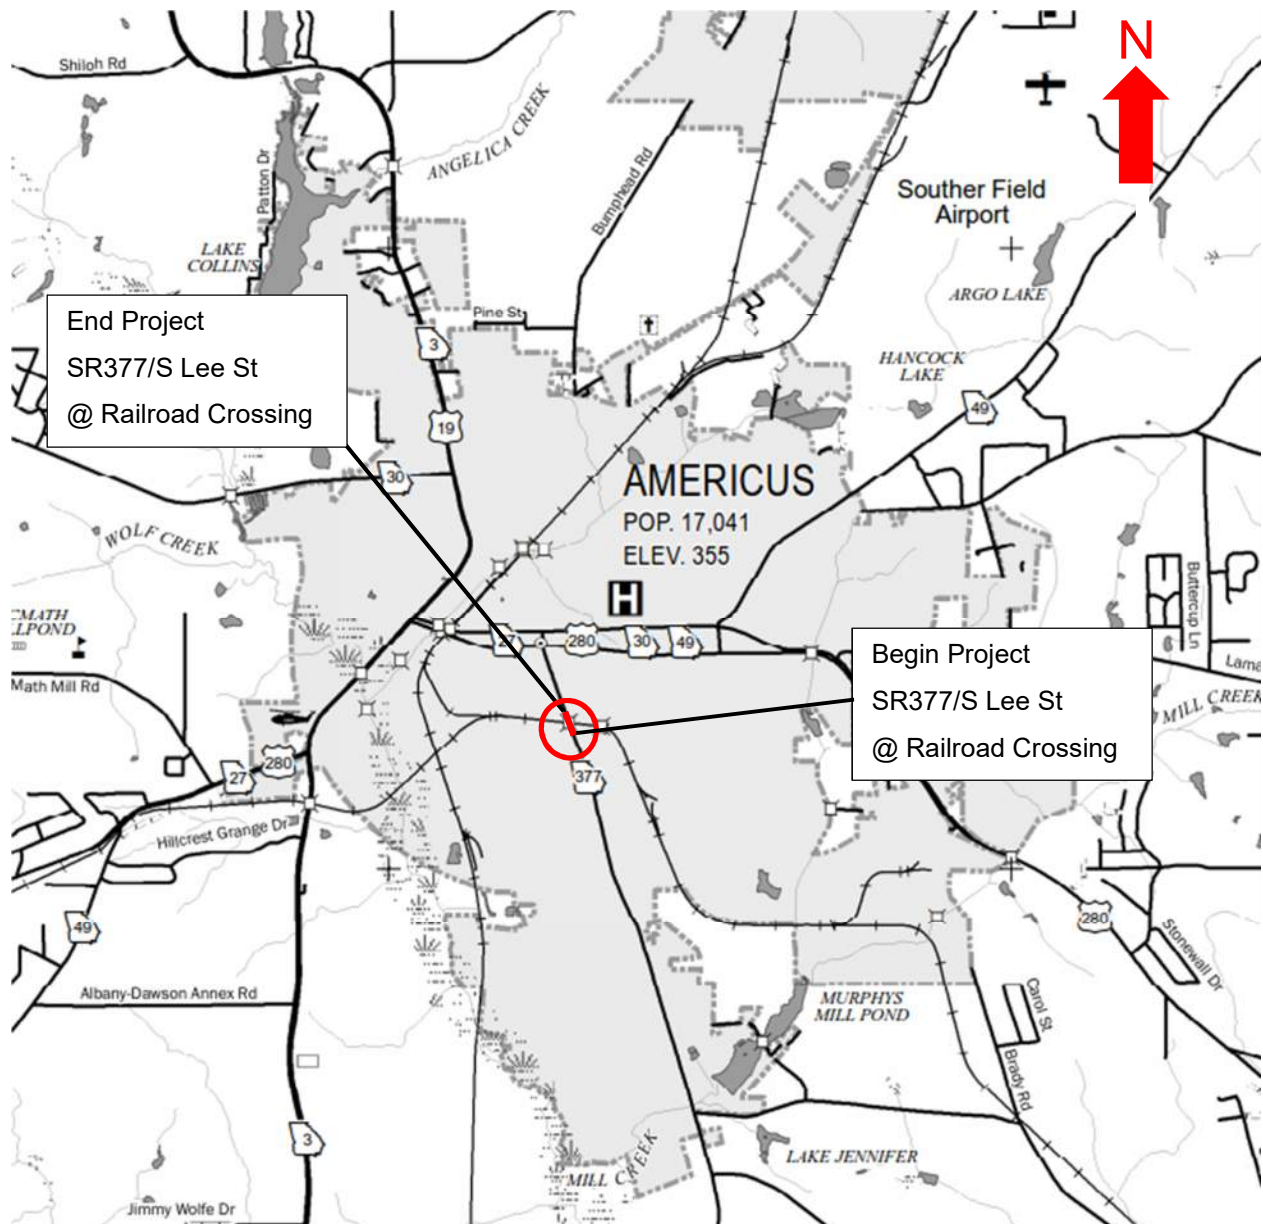 N
Shiloh Rd
ANGELICA CREEK
Patton Dr
Bumphead Rd
Souther Field
Airport
LAKE
COLLINS
ARGO LAKE
End Project
SR377/S Lee St
@ Railroad Crossing
Pine St
3
HANCOCK
LAKE
49
19
30
AMERICUS
POP. 17,041
ELEV. 355
WOLF CREEK
H
Buttercup Ln
CMATH
LLPOND
27
280
30
49
Begin Project
SR377/S Lee St
@ Railroad Crossing
Lama
Math Mill Rd
MILL CREEK
27
280
377
Hillcrest Grange Dr
49
280
Stonewall Dr
Albany-Dawson Annex Rd
MURPHYS
MILL POND
Carol St
Brady Rd
3
MILL CREEK
LAKE JENNIFER
Jimmy Wolfe Dr